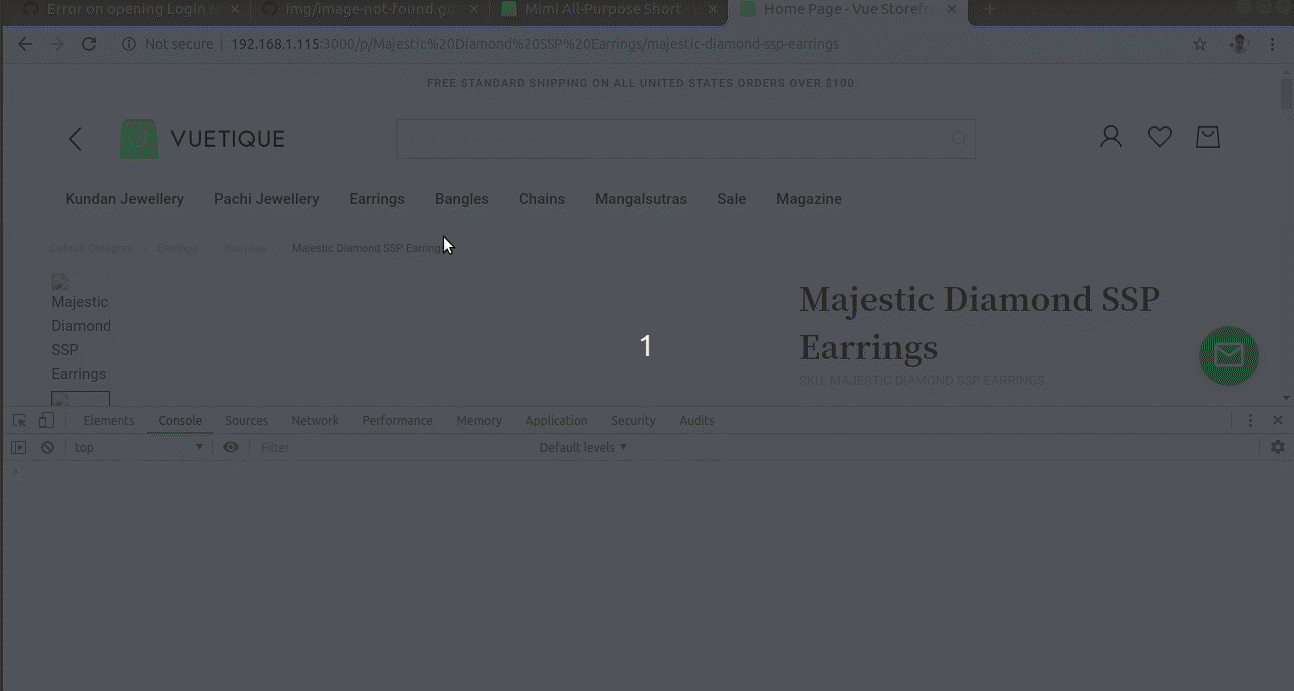 Error on opening Login M
img/image-not-found.gif
Mimi All-Purpose Short - V
Home Page - Vue Storefro
Not secure
192.168.1.115:3000/p/Majestic%20Diamond%20SSP%20Earrings/majestic-diamond-ssp-earrings
FREE STANDARD SHIPPING ON ALL UNITED STATES ORDERS OVER $100
VUETIQUE
Kundan Jewellery Pachi Jewellery Earrings Bangles Chains Mangalsutras Sale Magazine
Default Category › Earrings › Jhumkas › Majestic Diamond SSP Earrings
Majestic
Diamond
SSP
Earrings
Majestic Diamond SSP
Earrings
SKU: MAJESTIC DIAMOND SSP EARRINGS
1
Elements Console Sources Network Performance Memory Application Security Audits
top Filter Default levels